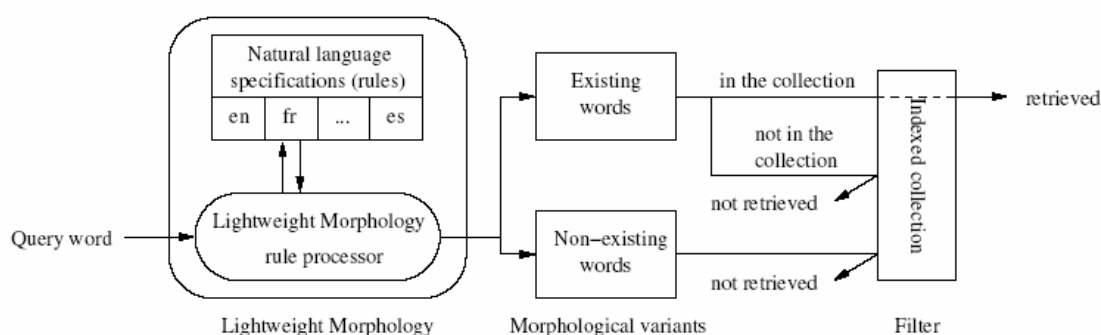 Natural language
specifications (rules)
en fr ... es
Lightweight Morphology
rule processor
Query word
Existing
words
Non-existing
words
in the collection
not in the
collection
not retrieved
not retrieved
Indexed collection
retrieved
Lightweight Morphology
Morphological variants
Filter